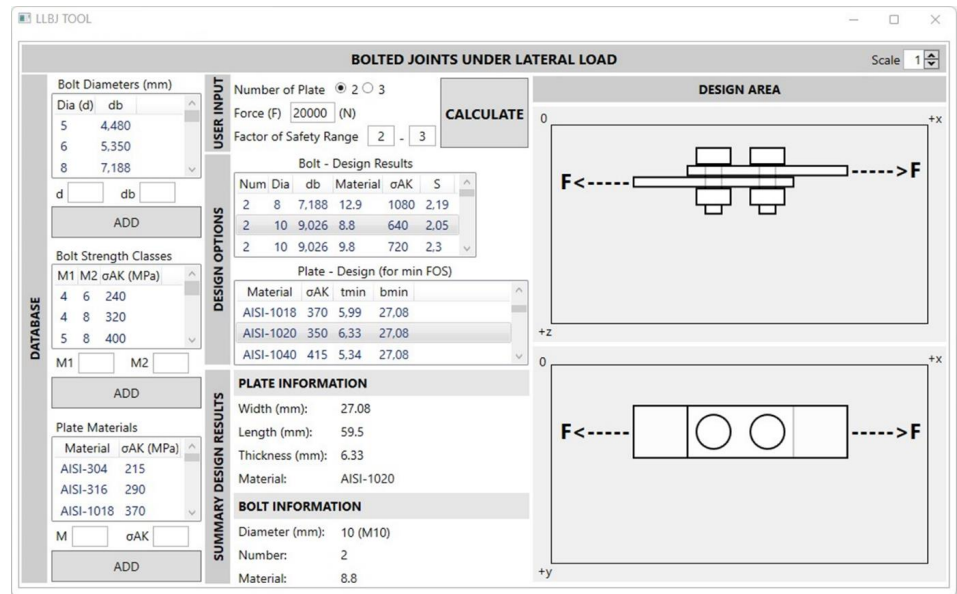 LLBJ TOOL
BOLTED JOINTS UNDER LATERAL LOAD
Scale 1
DATABASE
Bolt Diameters (mm)
Dia (d) db
5 4,480
6 5,350
8 7,188
d db
ADD
Bolt Strength Classes
M1 M2 σAK (MPa)
4 6 240
4 8 320
5 8 400
M1 M2
ADD
Plate Materials
Material σAK (MPa)
AISI-304 215
AISI-316 290
AISI-1018 370
M σAK
ADD
USER INPUT
Number of Plate 2 3
Force (F) 20000 (N)
Factor of Safety Range 2 - 3
CALCULATE
DESIGN OPTIONS
Bolt - Design Results
Num Dia db Material σAK S
2 8 7,188 12.9 1080 2,19
2 10 9,026 8.8 640 2,05
2 10 9,026 9.8 720 2,3
Plate - Design (for min FOS)
Material σAK tmin bmin
AISI-1018 370 5,99 27,08
AISI-1020 350 6,33 27,08
AISI-1040 415 5,34 27,08
SUMMARY DESIGN RESULTS
PLATE INFORMATION
Width (mm): 27.08
Length (mm): 59.5
Thickness (mm): 6.33
Material: AISI-1020
BOLT INFORMATION
Diameter (mm): 10 (M10)
Number: 2
Material: 8.8
DESIGN AREA
0 +x
F<----- ----->F
+z
0 +x
F<----- ----->F
+y